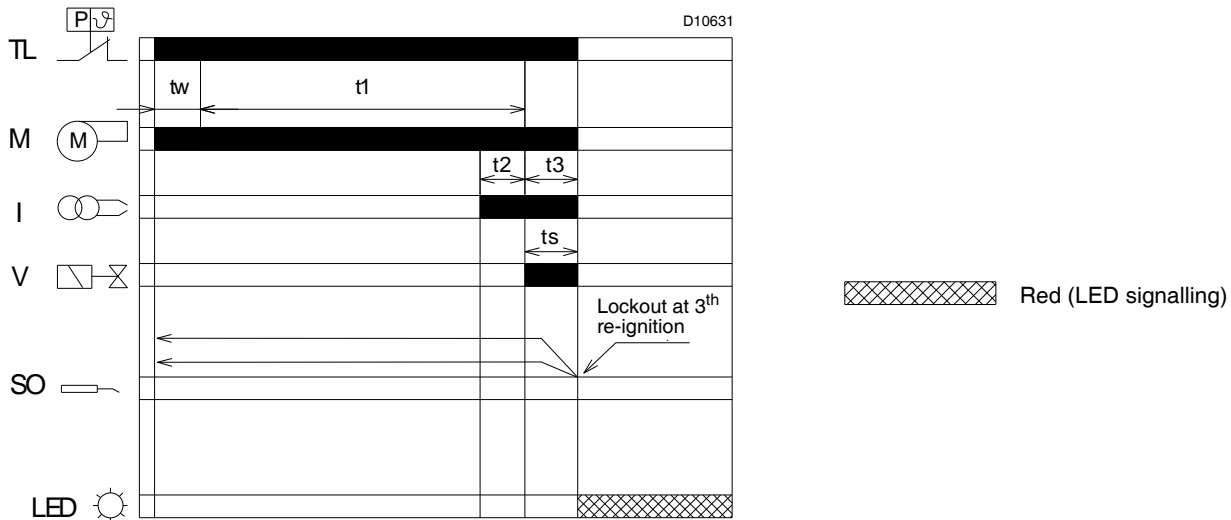 P ϑ
D10631
TL
tw
t1
M
M
t2
t3
I
ts
V
Lockout at 3th
re-ignition
Red (LED signalling)
SO
LED